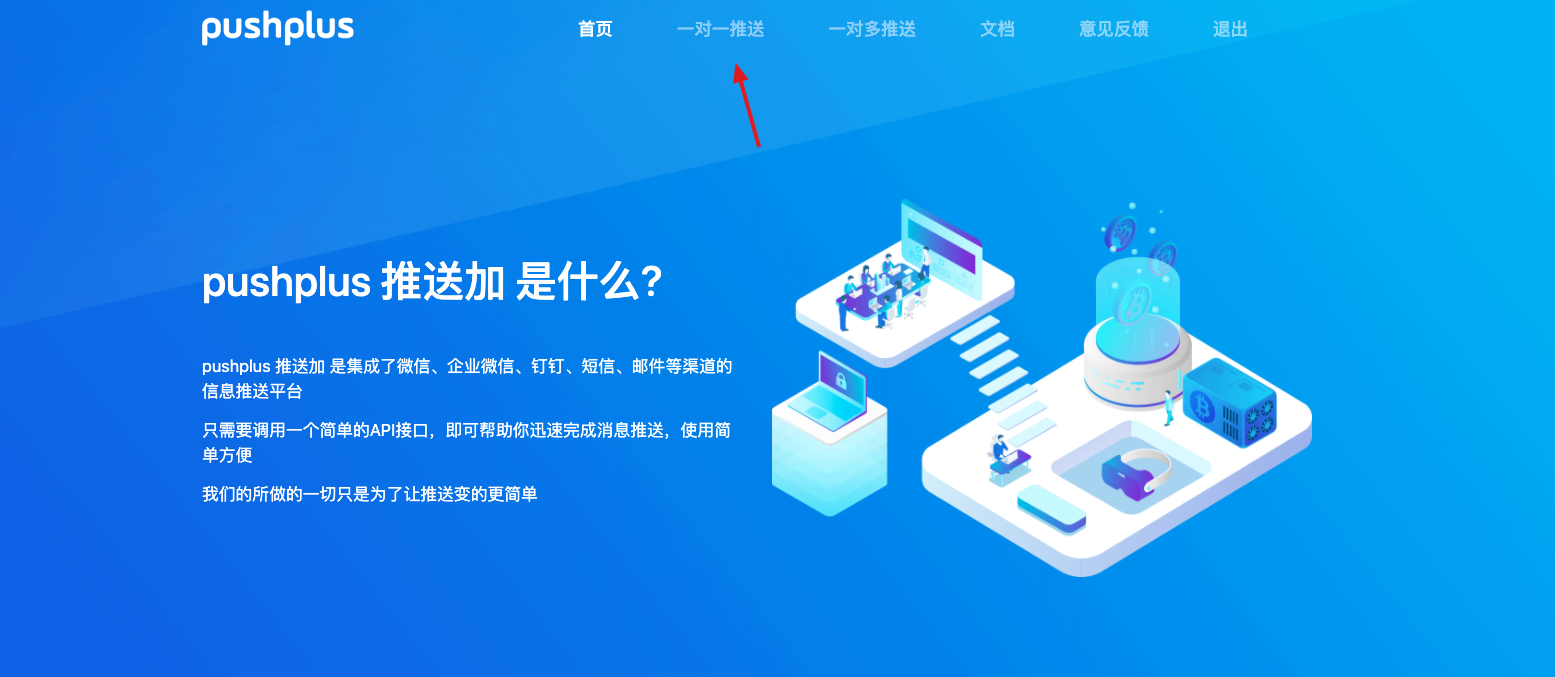 pushplus
首页
一对一推送
一对多推送
文档
意见反馈
退出
pushplus 推送加 是什么?
pushplus 推送加 是集成了微信、企业微信、钉钉、短信、邮件等渠道的
信息推送平台
只需要调用一个简单的API接口，即可帮助你迅速完成消息推送，使用简
单方便
我们的所做的一切只是为了让推送变的更简单